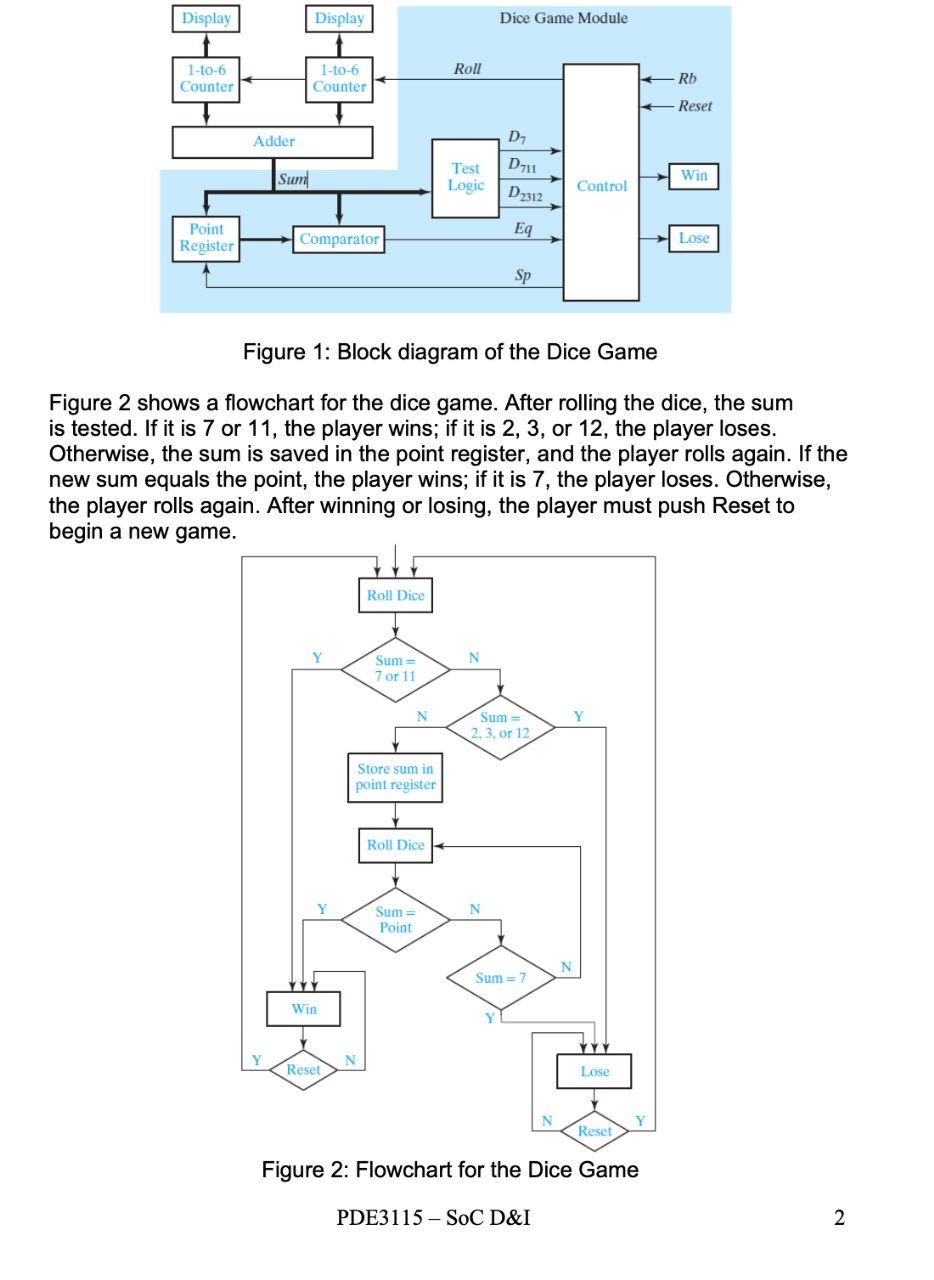 Display
Display
Dice Game Module
1-to-6
Counter
1-to-6
Counter
Roll
Rb
Reset
Adder
D7
Test
Logic
D711
Sum
D2312
Control
Win
Point
Register
Comparator
Eq
Lose
Sp
Figure 1: Block diagram of the Dice Game
Figure 2 shows a flowchart for the dice game. After rolling the dice, the sum
is tested. If it is 7 or 11, the player wins; if it is 2, 3, or 12, the player loses.
Otherwise, the sum is saved in the point register, and the player rolls again. If the
new sum equals the point, the player wins; if it is 7, the player loses. Otherwise,
the player rolls again. After winning or losing, the player must push Reset to
begin a new game.
Roll Dice
Y
Sum =
7 or 11
N
N
Sum =
2, 3, or 12
Y
Store sum in
point register
Roll Dice
Y
Sum =
Point
N
Sum = 7
N
Y
Win
Y
Reset
N
Lose
N
Reset
Y
Figure 2: Flowchart for the Dice Game
PDE3115 – SoC D&I
2